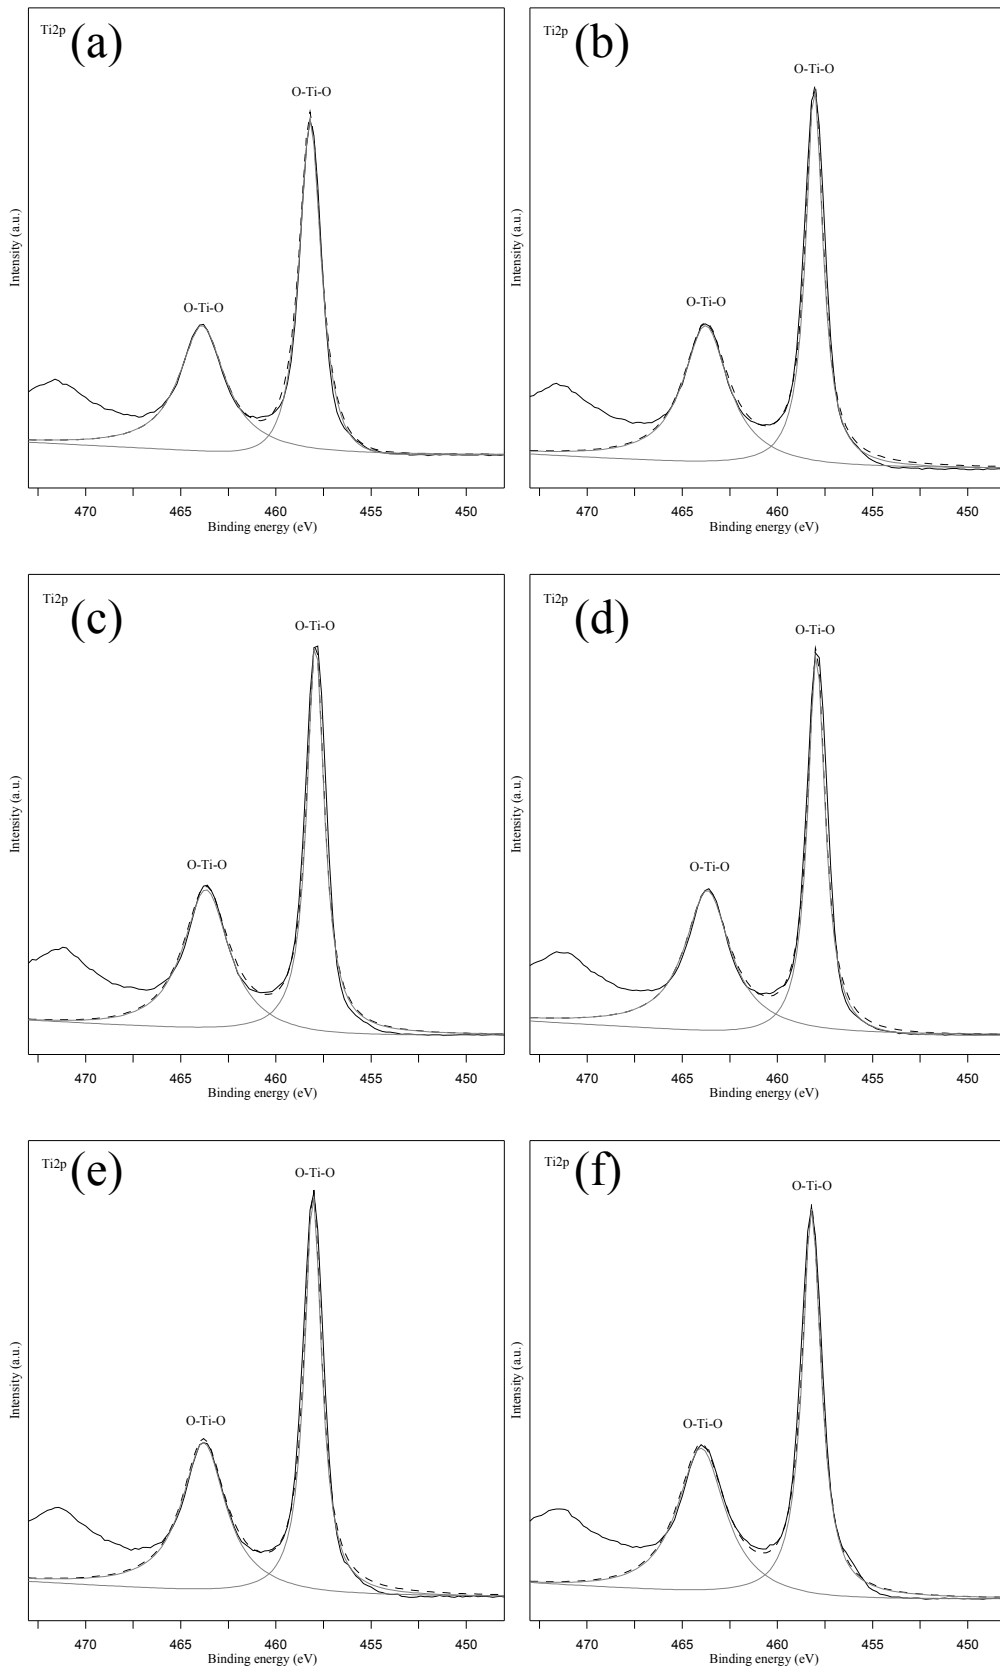 Ti2p (a)
O-Ti-O
O-Ti-O
Intensity (a.u.)
470 465 460 455 450
Binding energy (eV)
Ti2p (b)
O-Ti-O
O-Ti-O
Intensity (a.u.)
470 465 460 455 450
Binding energy (eV)
Ti2p (c)
O-Ti-O
O-Ti-O
Intensity (a.u.)
470 465 460 455 450
Binding energy (eV)
Ti2p (d)
O-Ti-O
O-Ti-O
Intensity (a.u.)
470 465 460 455 450
Binding energy (eV)
Ti2p (e)
O-Ti-O
O-Ti-O
Intensity (a.u.)
470 465 460 455 450
Binding energy (eV)
Ti2p (f)
O-Ti-O
O-Ti-O
Intensity (a.u.)
470 465 460 455 450
Binding energy (eV)